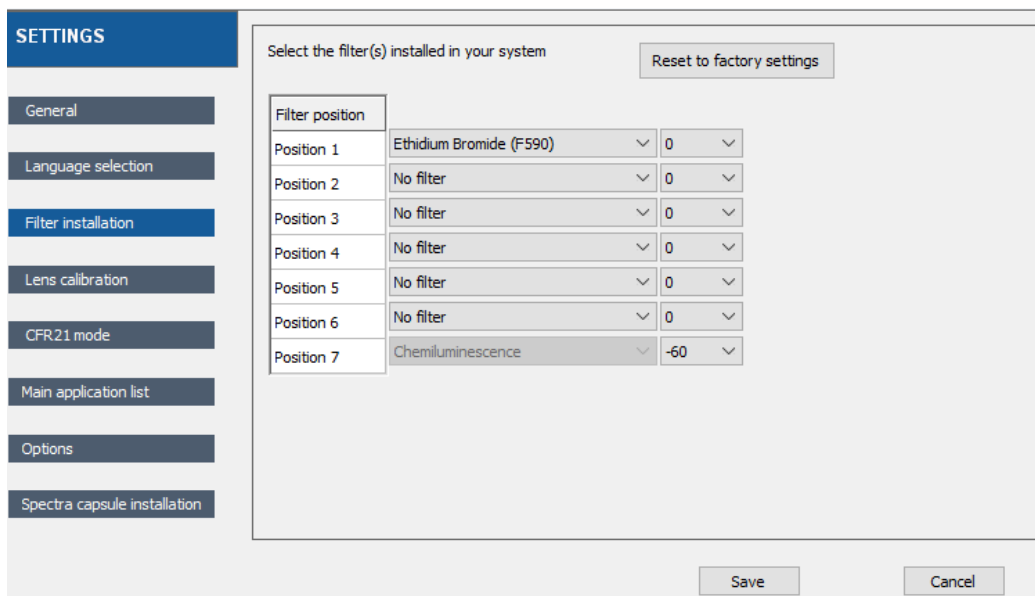 SETTINGS
General
Language selection
Filter installation
Lens calibration
CFR21 mode
Main application list
Options
Spectra capsule installation
Select the filter(s) installed in your system
Reset to factory settings
Filter position
Position 1 Ethidium Bromide (F590) 0
Position 2 No filter 0
Position 3 No filter 0
Position 4 No filter 0
Position 5 No filter 0
Position 6 No filter 0
Position 7 Chemiluminescence -60
Save Cancel